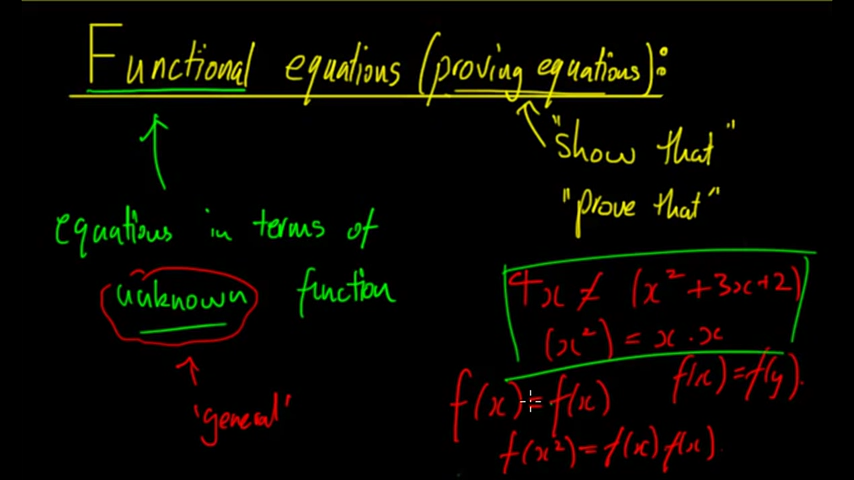 Functional equations (proving equations):
"show that"
"prove that"
equations in terms of
unknown function
'general'
4x ≠ (x² + 3x + 2)
(x²) = x . x
f(x) = f(x)
f(x) = f(y).
f(x²) = f(x) f(x).